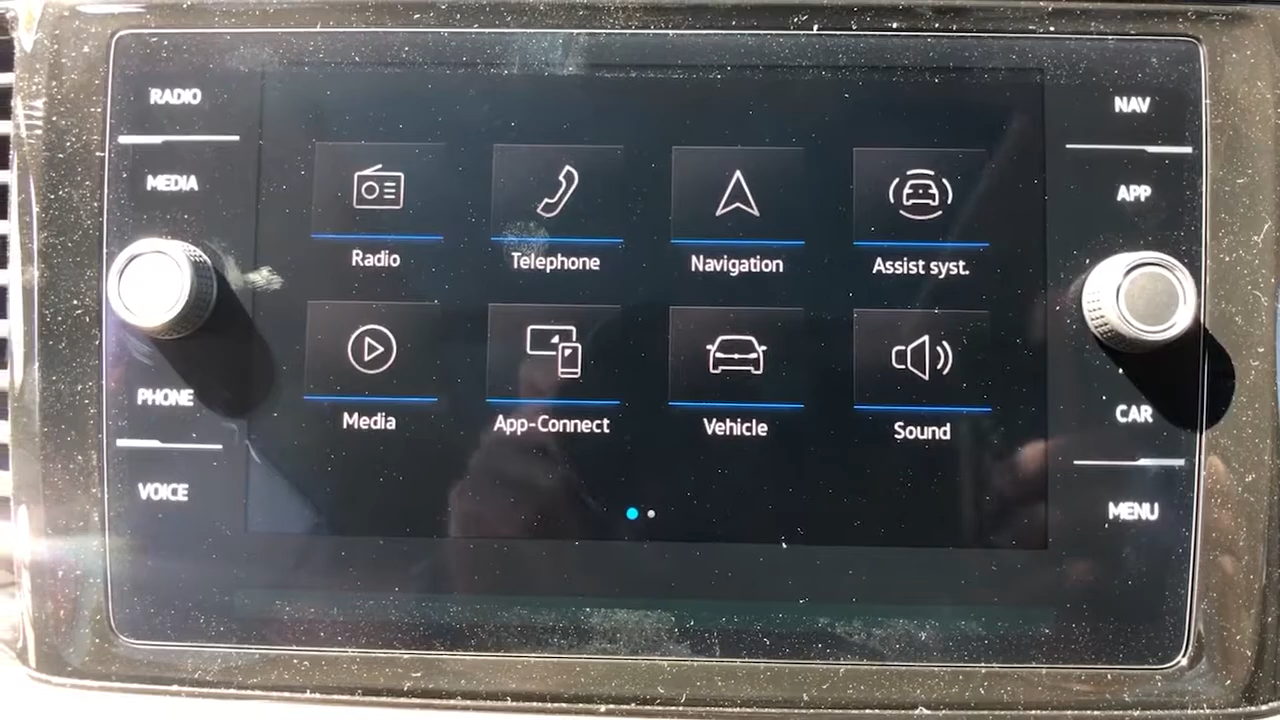 RADIO
MEDIA
PHONE
VOICE
Radio
Telephone
Navigation
Assist syst.
Media
App-Connect
Vehicle
Sound
NAV
APP
CAR
MENU